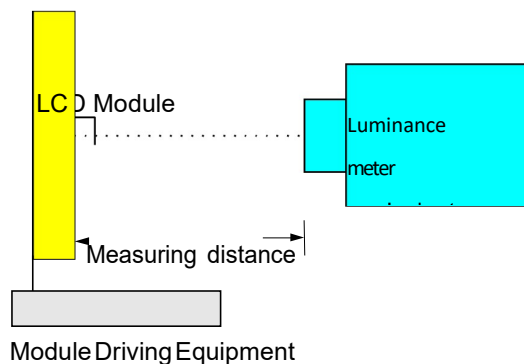 LCD Module
Luminance
meter
Measuring distance
Module Driving Equipment